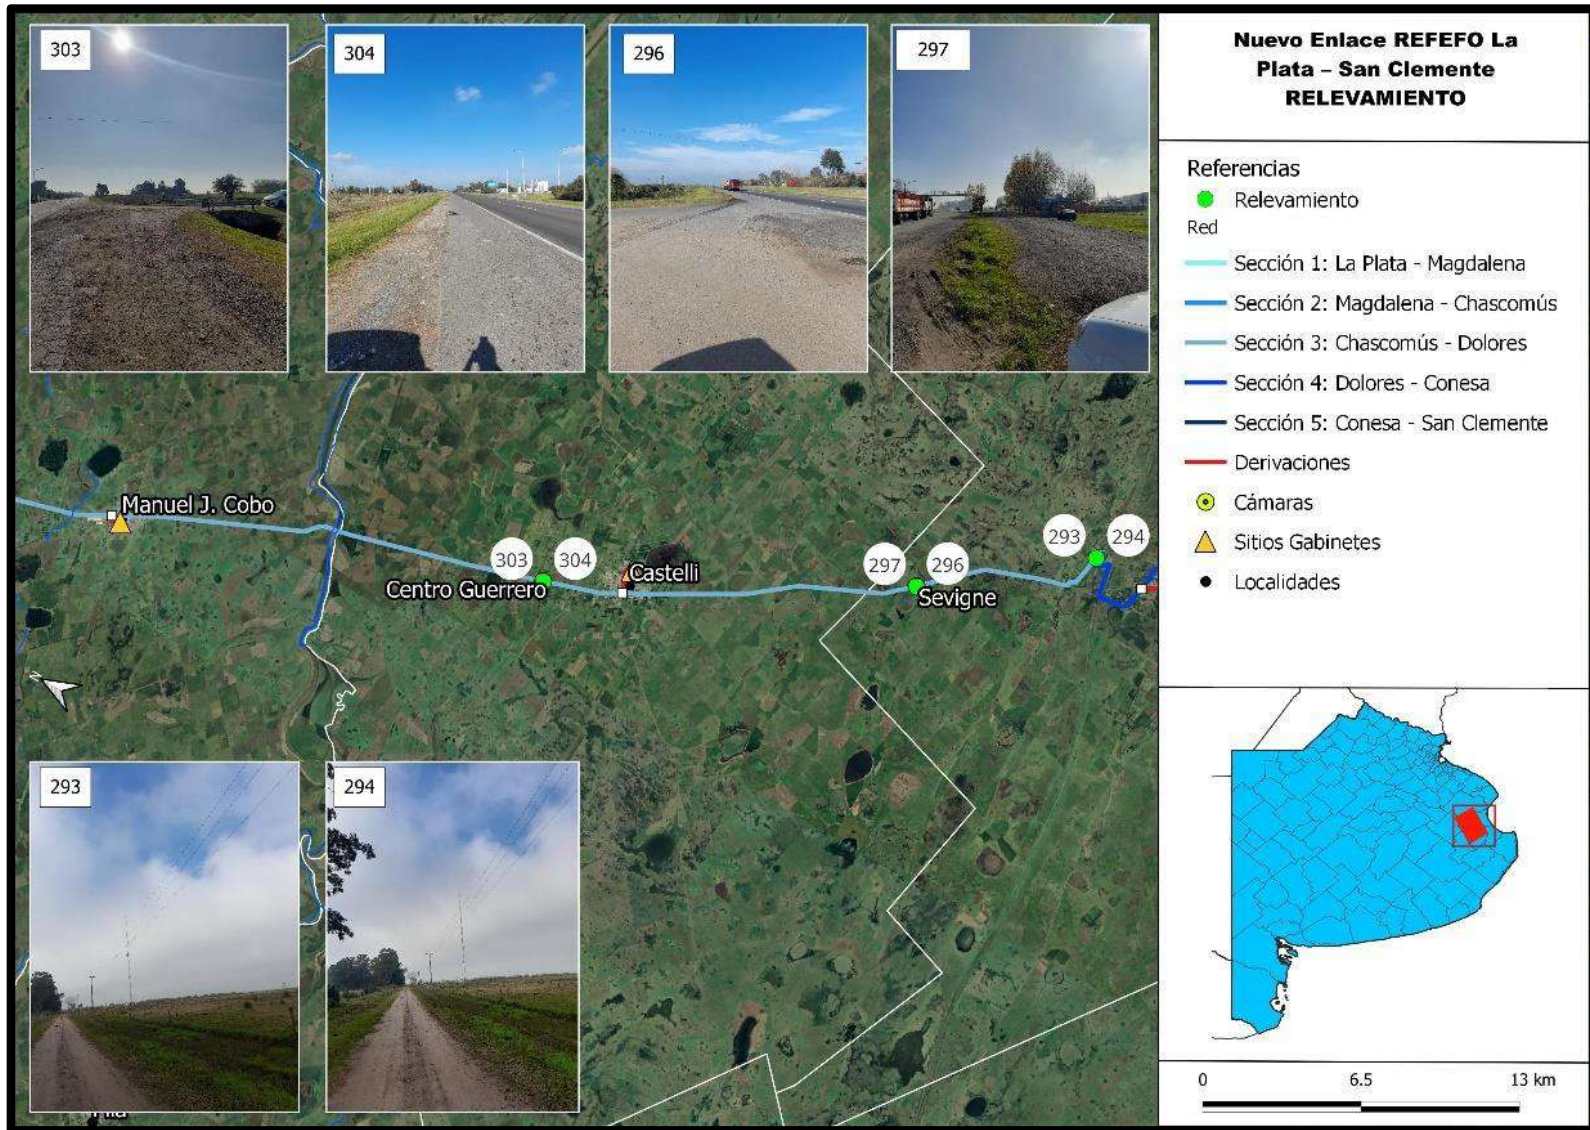 303
304
296
297
Nuevo Enlace REFEFO La
Plata – San Clemente
RELEVAMIENTO
Referencias
Relevamiento
Red
Sección 1: La Plata - Magdalena
Sección 2: Magdalena - Chascomús
Sección 3: Chascomús - Dolores
Sección 4: Dolores - Conesa
Sección 5: Conesa - San Clemente
Derivaciones
Cámaras
Sitios Gabinetes
Localidades
Manuel J. Cobo
303
304
Centro Guerrero
Castelli
297
296
Sevigne
293
294
N
293
294
0
6.5
13 km